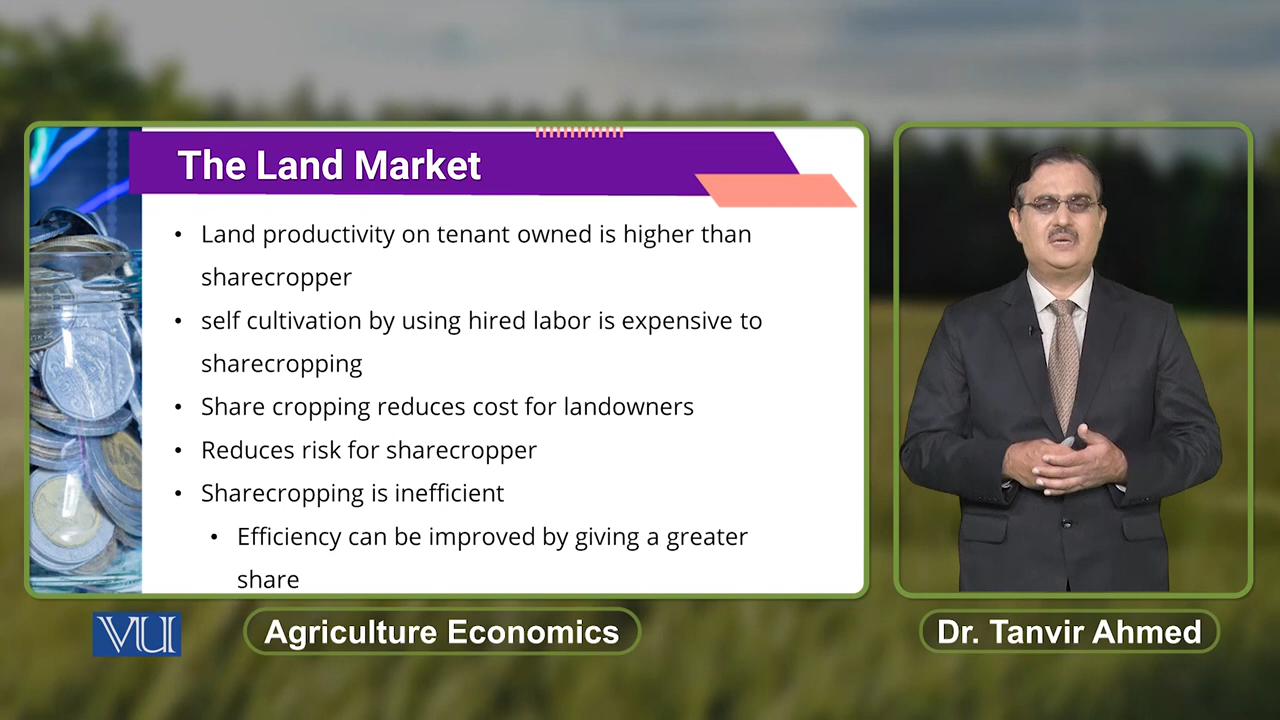 The Land Market
• Land productivity on tenant owned is higher than
sharecropper
• self cultivation by using hired labor is expensive to
sharecropping
• Share cropping reduces cost for landowners
• Reduces risk for sharecropper
• Sharecropping is inefficient
• Efficiency can be improved by giving a greater
share
VU
Agriculture Economics
Dr. Tanvir Ahmed